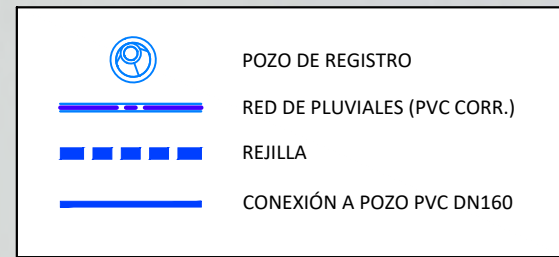 POZO DE REGISTRO
RED DE PLUVIALES (PVC CORR.)
REJILLA
CONEXIÓN A POZO PVC DN160